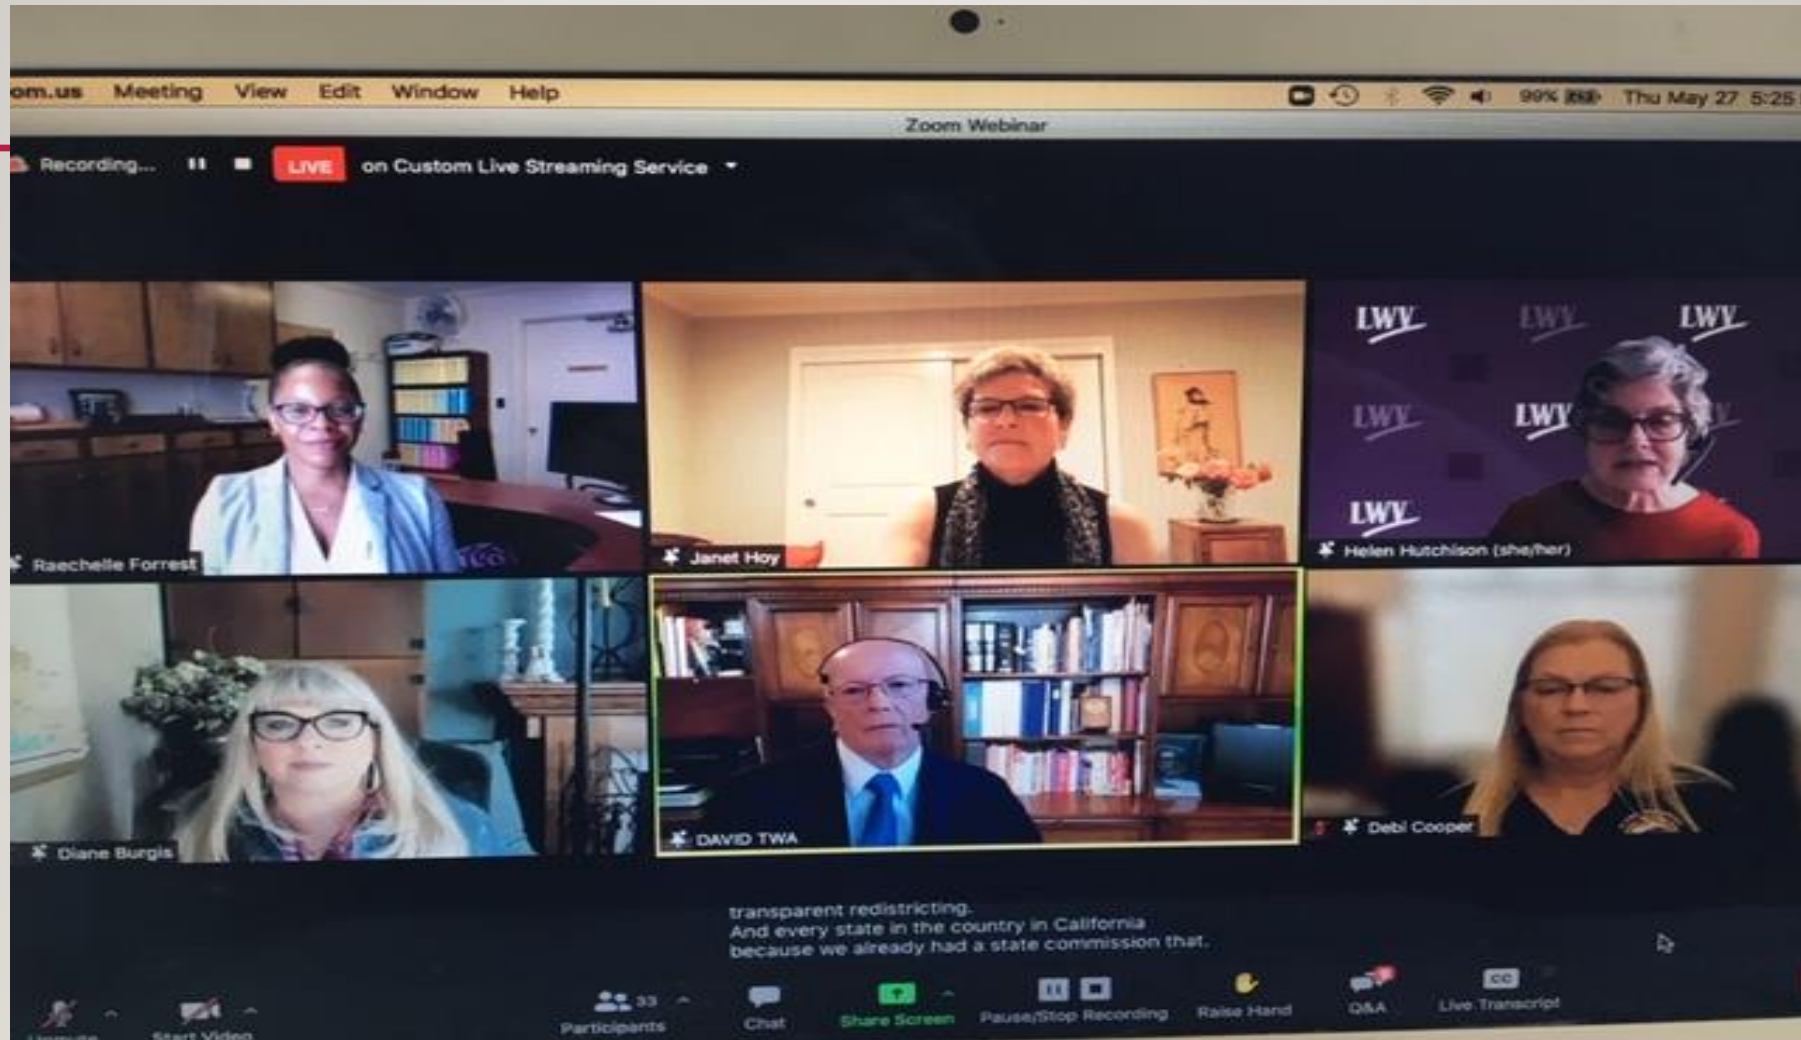 om.us Meeting View Edit Window Help 99% Thu May 27 5:25
Zoom Webinar
Recording... LIVE on Custom Live Streaming Service
LWV LWV LWV
LWV LWV
LWV
Raechelle Forrest
Janet Hoy
Helen Hutchison (she/her)
Diane Burgis
DAVID TWA
Debi Cooper
transparent redistricting.
And every state in the country in California
because we already had a state commission that.
Unmute Start Video Participants 33 Chat Share Screen Pause/Stop Recording Raise Hand Q&A CC Live Transcript